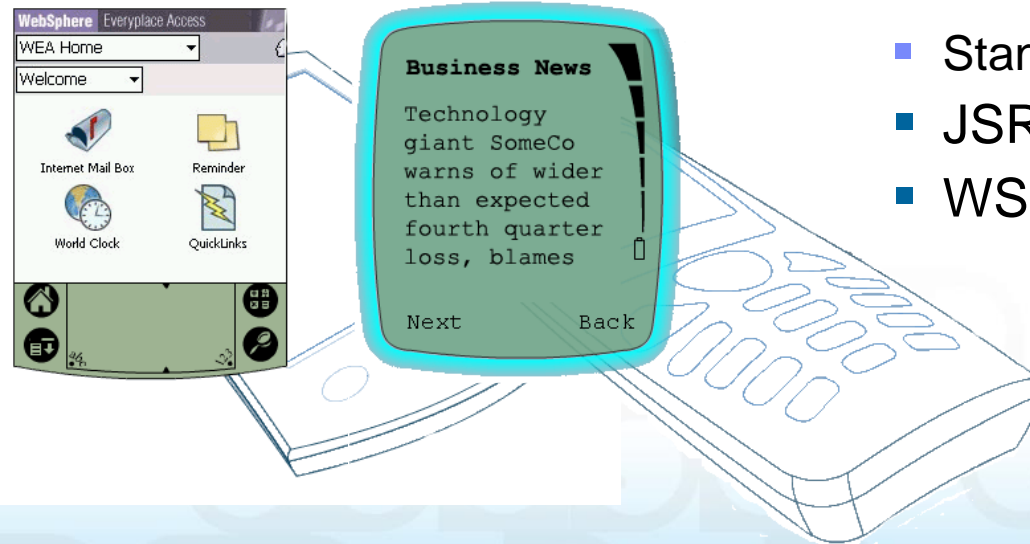 WebSphere Everyplace Access
WEA Home
Welcome
Internet Mail Box
Reminder
World Clock
QuickLinks
Business News
Technology
giant SomeCo
warns of wider
than expected
fourth quarter
loss, blames
Next Back
JSR
WS